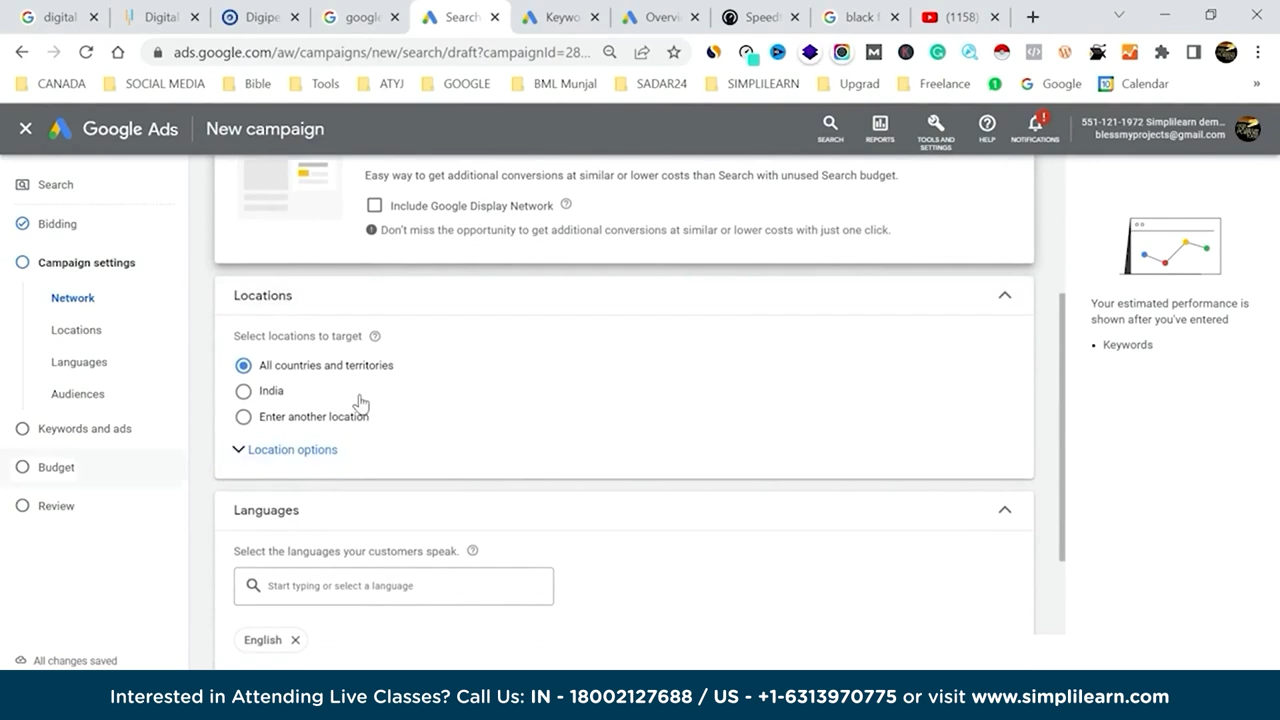 digital
Digital
Digipe
google
Search
Keywo
Overvi
Speed
black f
(1158)
ads.google.com/aw/campaigns/new/search/draft?campaignId=28...
CANADA
SOCIAL MEDIA
Bible
Tools
ATYJ
GOOGLE
BML Munjal
SADAR24
SIMPLILEARN
Upgrad
Freelance
Google
Calendar
»
Google Ads
New campaign
SEARCH
REPORTS
TOOLS AND SETTINGS
HELP
NOTIFICATIONS
551-121-1972 Simplilearn dem...
blessmyprojects@gmail.com
Search
Bidding
Campaign settings
Network
Locations
Languages
Audiences
Keywords and ads
Budget
Review
All changes saved
Easy way to get additional conversions at similar or lower costs than Search with unused Search budget.
Include Google Display Network
Don't miss the opportunity to get additional conversions at similar or lower costs with just one click.
Locations
Select locations to target
All countries and territories
India
Enter another location
Location options
Languages
Select the languages your customers speak.
Start typing or select a language
English
Your estimated performance is
shown after you've entered
• Keywords
Interested in Attending Live Classes? Call Us: IN - 18002127688 / US - +1-6313970775 or visit www.simplilearn.com